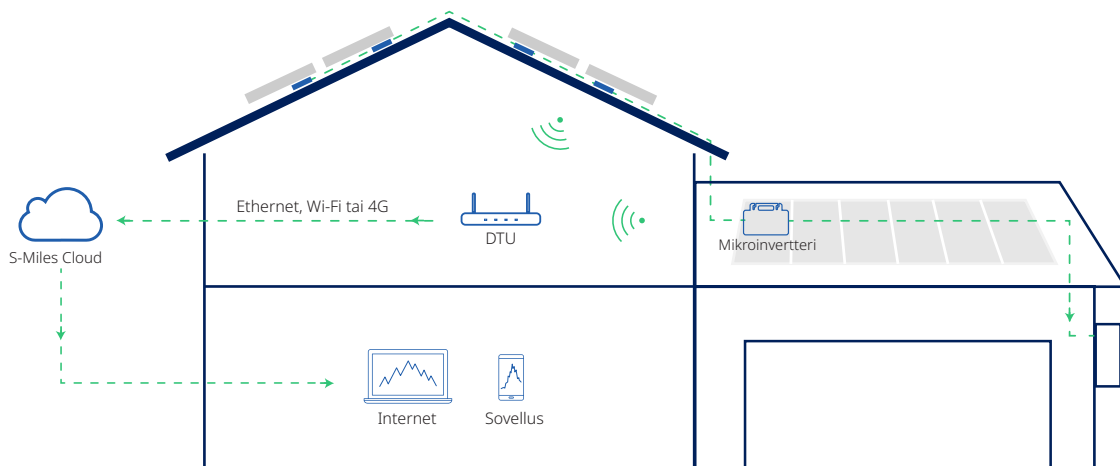 Ethernet, Wi-Fi tai 4G
DTU
Mikroinvertteri
S-Miles Cloud
Internet
Sovellus